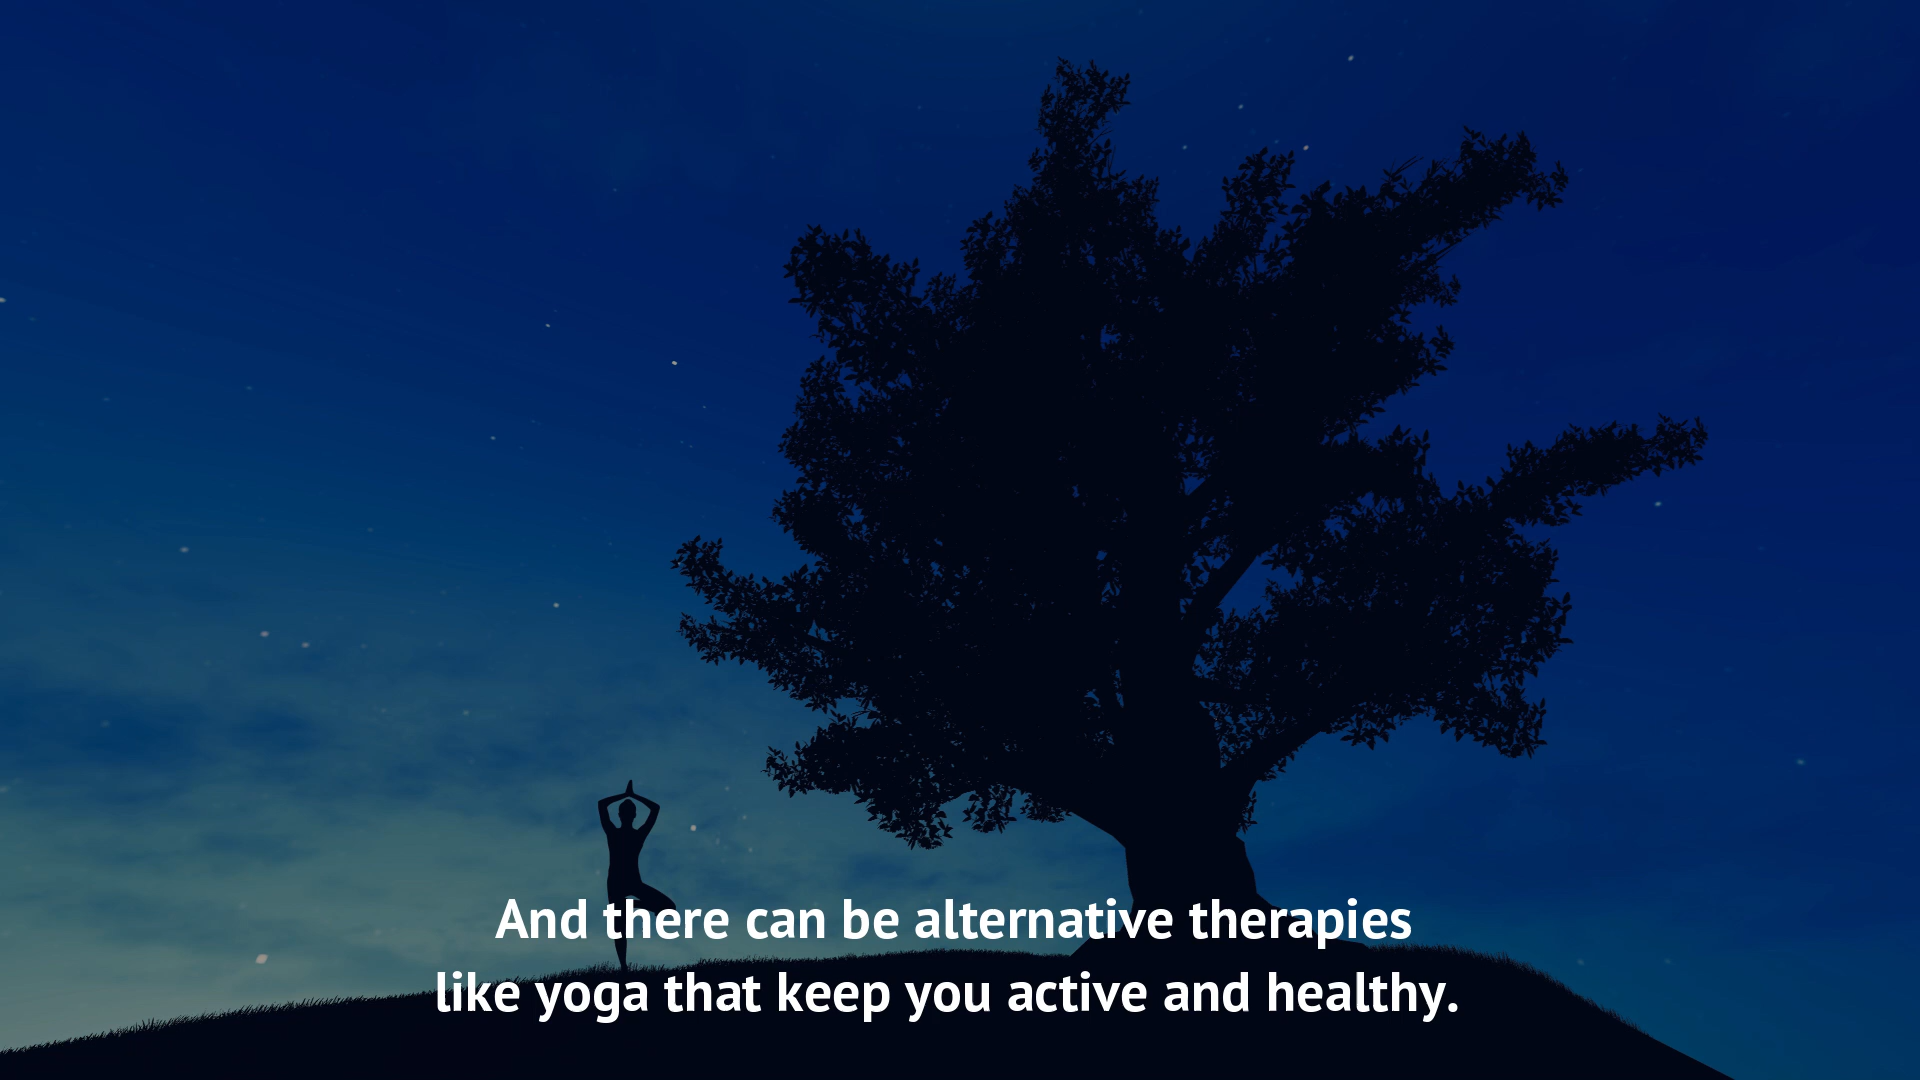 And there can be alternative therapies
like yoga that keep you active and healthy.